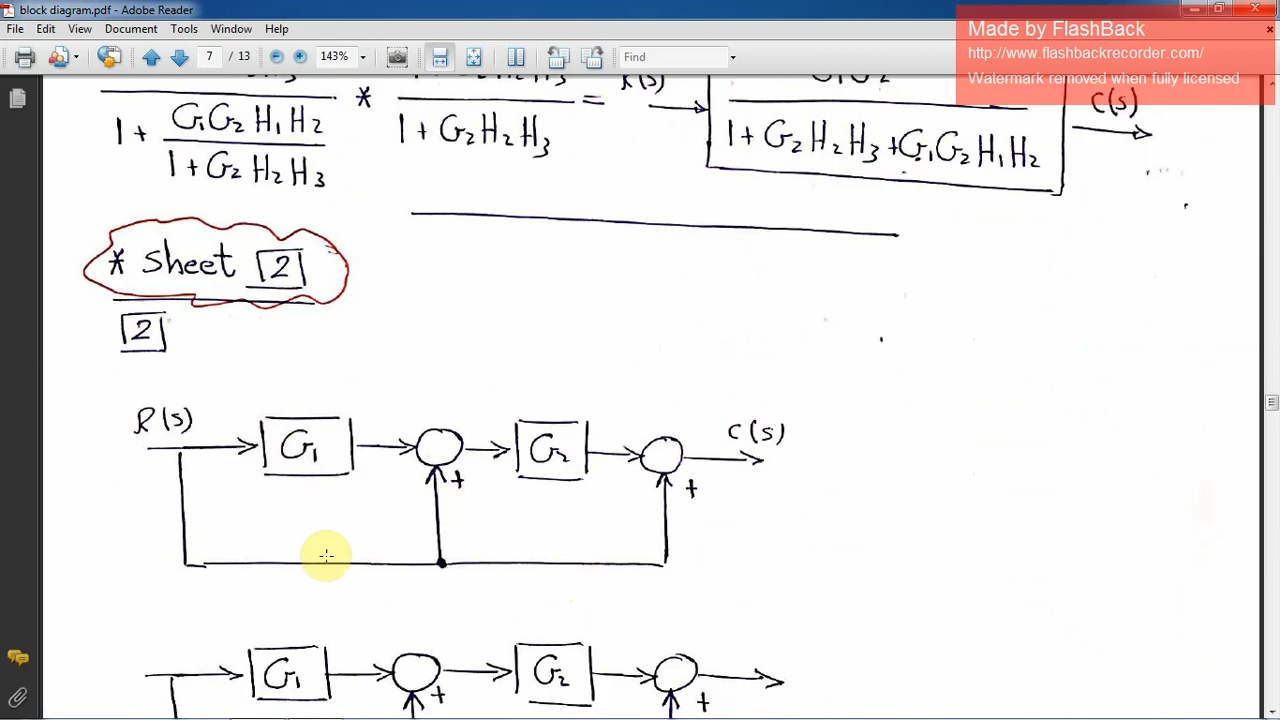 block diagram.pdf - Adobe Reader
File Edit View Document Tools Window Help
7 / 13 143% Find
Made by FlashBack
http://www.flashbackrecorder.com/
Watermark removed when fully licensed
1 + G₁G₂H₁H₂ / 1 + G₂H₂H₃ * 1 + G₂H₂H₃ = R(s) 1 + G₂H₂H₃ + G₁G₂H₁H₂ C(s)
* Sheet 2
2
R(s) G₁ + G₂ + C(s)
G₁ + G₂ +